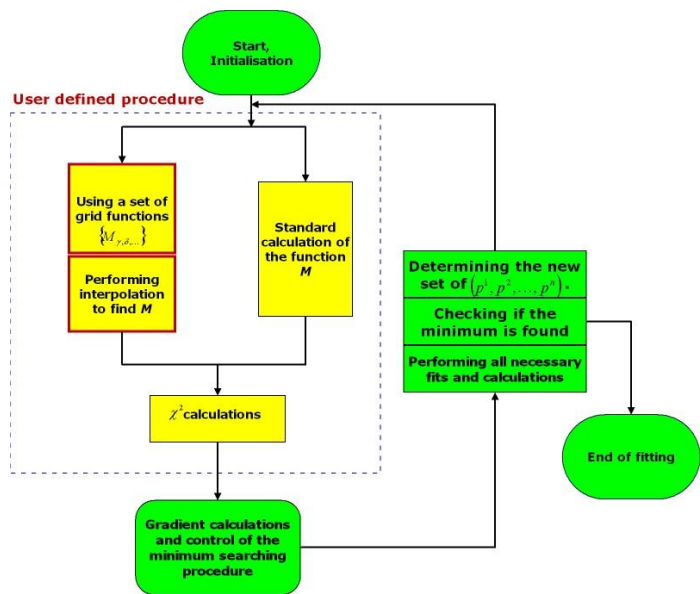 Start,
Initialisation
User defined procedure
Using a set of
grid functions
{M γ,δ,...}
Performing
interpolation
to find M
Standard
calculation of
the function
M
χ² calculations
Gradient calculations
and control of the
minimum searching
procedure
Determining the new
set of (p¹, p²,..., pⁿ).
Checking if the
minimum is found
Performing all necessary
fits and calculations
End of fitting